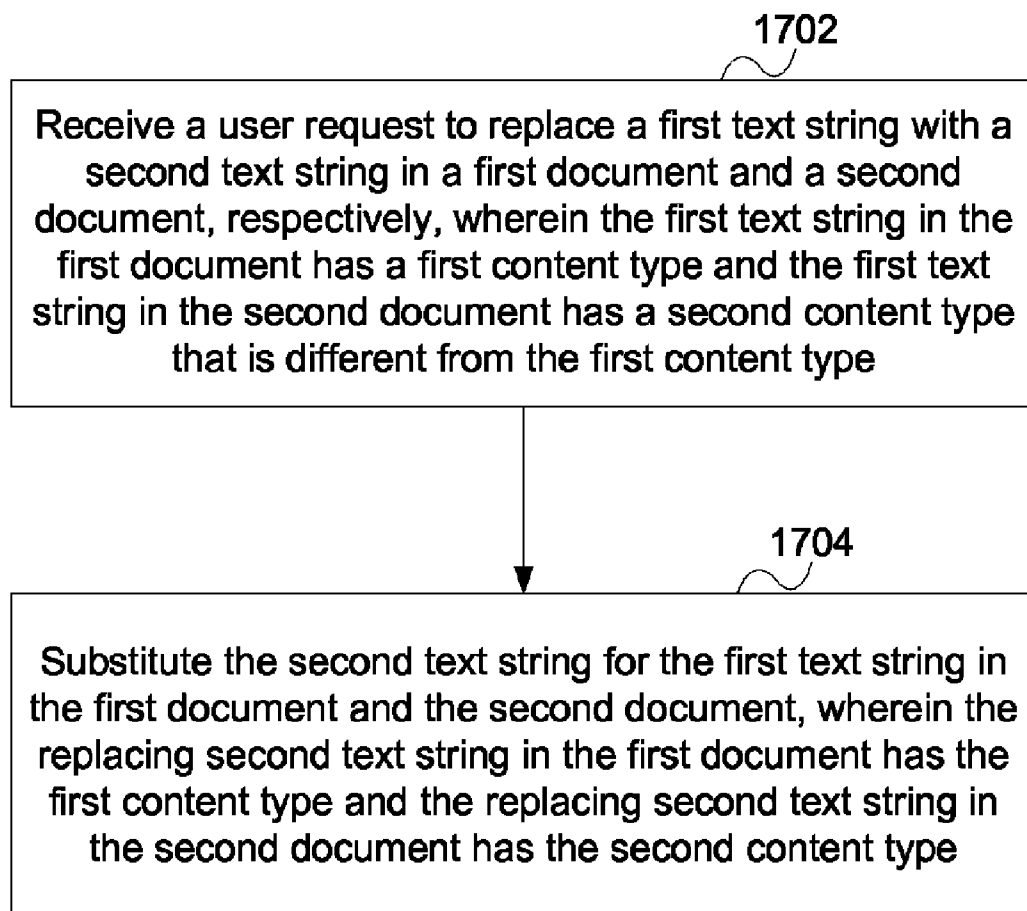 1702
Receive a user request to replace a first text string with a
second text string in a first document and a second
document, respectively, wherein the first text string in the
first document has a first content type and the first text
string in the second document has a second content type
that is different from the first content type
1704
Substitute the second text string for the first text string in
the first document and the second document, wherein the
replacing second text string in the first document has the
first content type and the replacing second text string in
the second document has the second content type